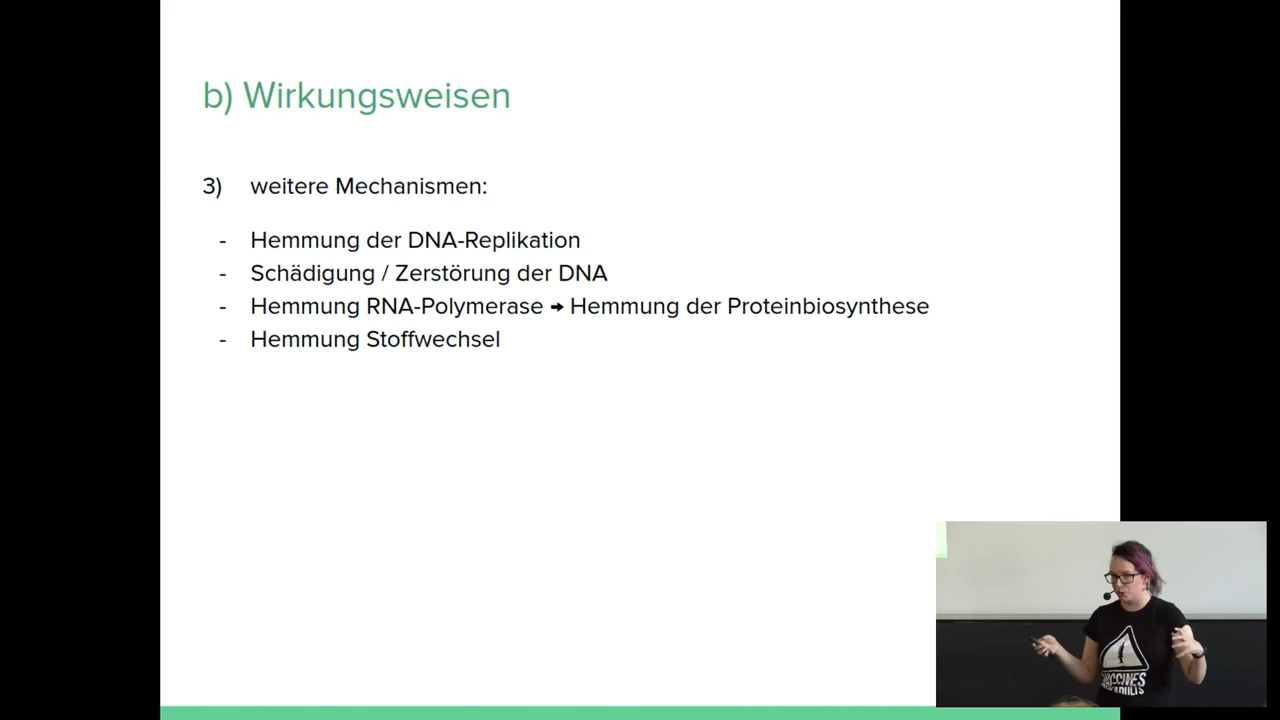 b) Wirkungsweisen
3) weitere Mechanismen:
- Hemmung der DNA-Replikation
- Schädigung / Zerstörung der DNA
- Hemmung RNA-Polymerase → Hemmung der Proteinbiosynthese
- Hemmung Stoffwechsel